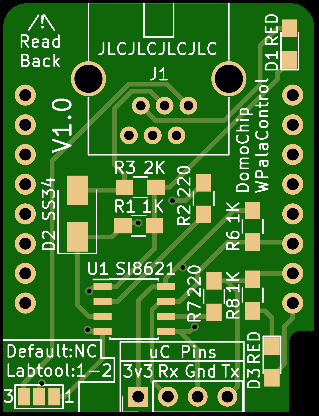 /!\
Read
Back
JLCJLCJLCJLC
J1
D1 RED
V1.0
DomoChip
WPalaControl
R3 2K
R1 1K
R2 220
D2 SS34
R6 1K
U1 SI8621
R7 220
R8 1K
D3 RED
Default:NC
Labtool:1-2
3
1
uC Pins
3v3 Rx Gnd Tx